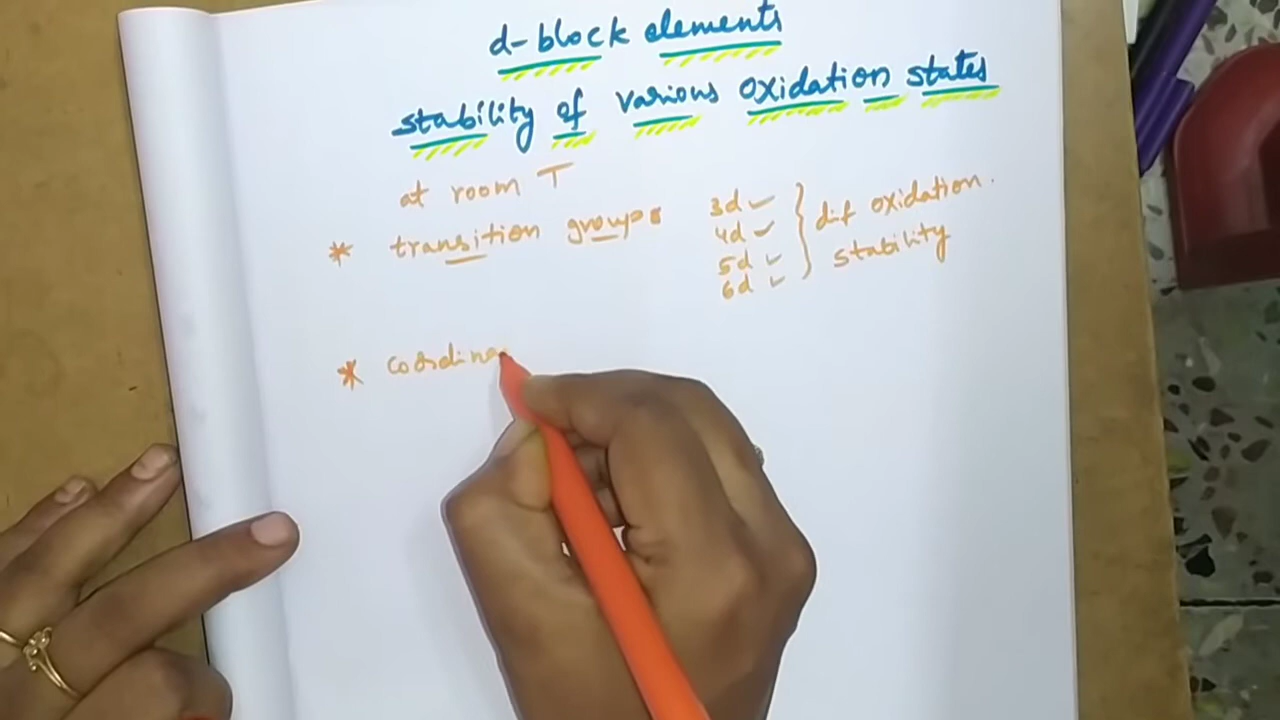 d-block elements
stability of various oxidation states
at room T
* transition groups
3d ✓
4d ✓
5d ✓
6d ✓
} dif oxidation.
stability
* coordina